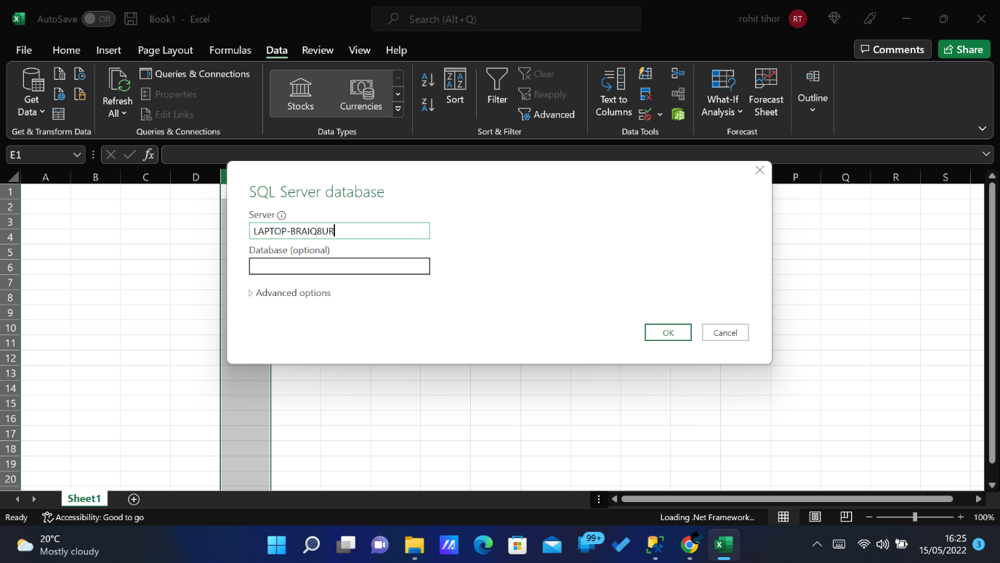 AutoSave Off Book1 - Excel Search (Alt+Q) rohit tihor RT
File Home Insert Page Layout Formulas Data Review View Help Comments Share
Get Data
Refresh All
Queries & Connections
Properties
Edit Links
Stocks Currencies
Sort
Filter
Clear
Reapply
Advanced
Text to Columns
What-If Analysis
Forecast Sheet
Outline
Get & Transform Data Queries & Connections Data Types Sort & Filter Data Tools Forecast
E1 fx
A B C D P Q R S
SQL Server database
Server
LAPTOP-BRAIQ8UR
Database (optional)
Advanced options
OK Cancel
1
2
3
4
5
6
7
8
9
10
11
12
13
14
15
16
17
18
19
20
Sheet1
Ready Accessibility: Good to go Loading .Net Framework... 100%
20°C
Mostly cloudy
99+
16:25
15/05/2022
3